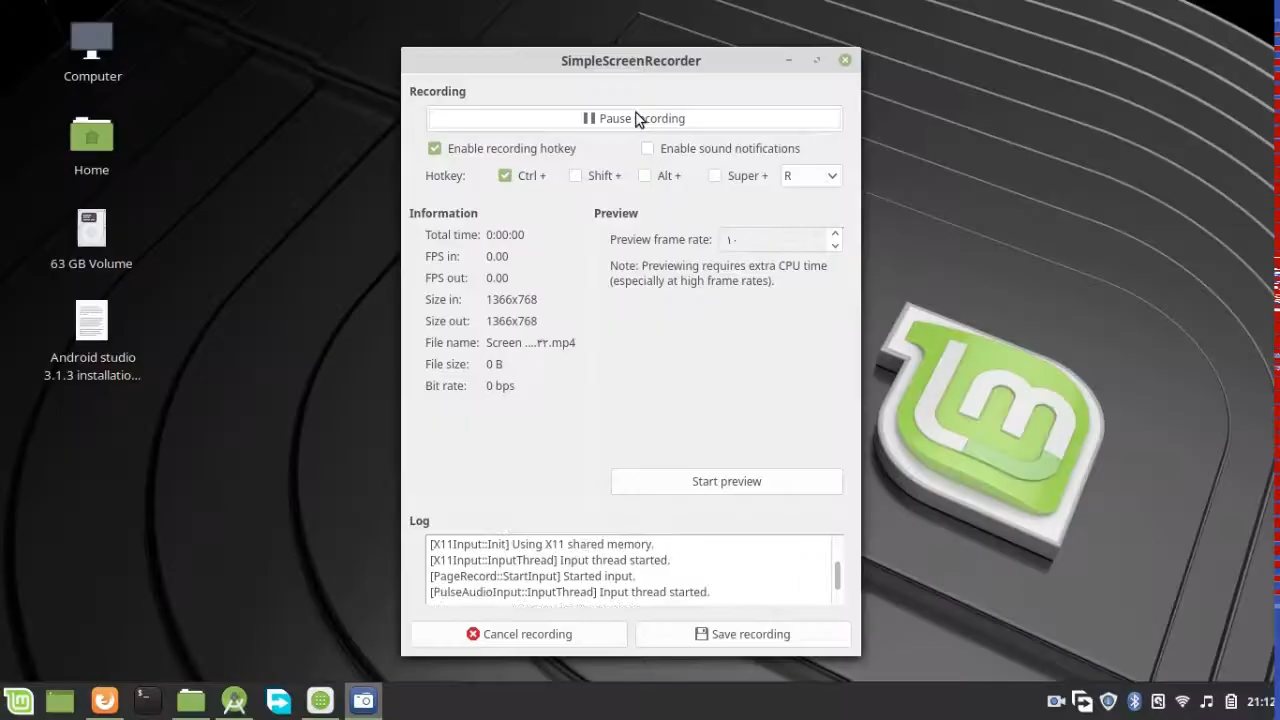 Computer
Home
63 GB Volume
Android studio
3.1.3 installatio...
SimpleScreenRecorder
Recording
Pause recording
Enable recording hotkey
Enable sound notifications
Hotkey:
Ctrl +
Shift +
Alt +
Super +
R
Information
Total time: 0:00:00
FPS in: 0.00
FPS out: 0.00
Size in: 1366x768
Size out: 1366x768
File name: Screen ....۳۲.mp4
File size: 0 B
Bit rate: 0 bps
Preview
Preview frame rate: ۱۰
Note: Previewing requires extra CPU time
(especially at high frame rates).
Start preview
Log
[X11Input::Init] Using X11 shared memory.
[X11Input::InputThread] Input thread started.
[PageRecord::StartInput] Started input.
[PulseAudioInput::InputThread] Input thread started.
Cancel recording
Save recording
21:12